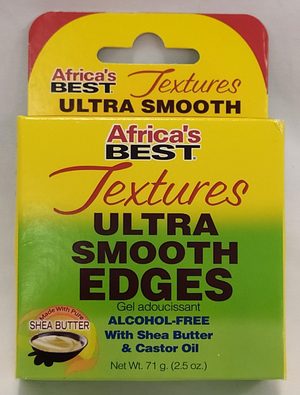 Africa's
BEST
Textures
ULTRA SMOOTH
Africa's
BEST
Textures
ULTRA
SMOOTH
EDGES
Gel adoucissant
ALCOHOL-FREE
With Shea Butter
& Castor Oil
Net Wt. 71 g. (2.5 oz.)
Made With Pure
SHEA BUTTER